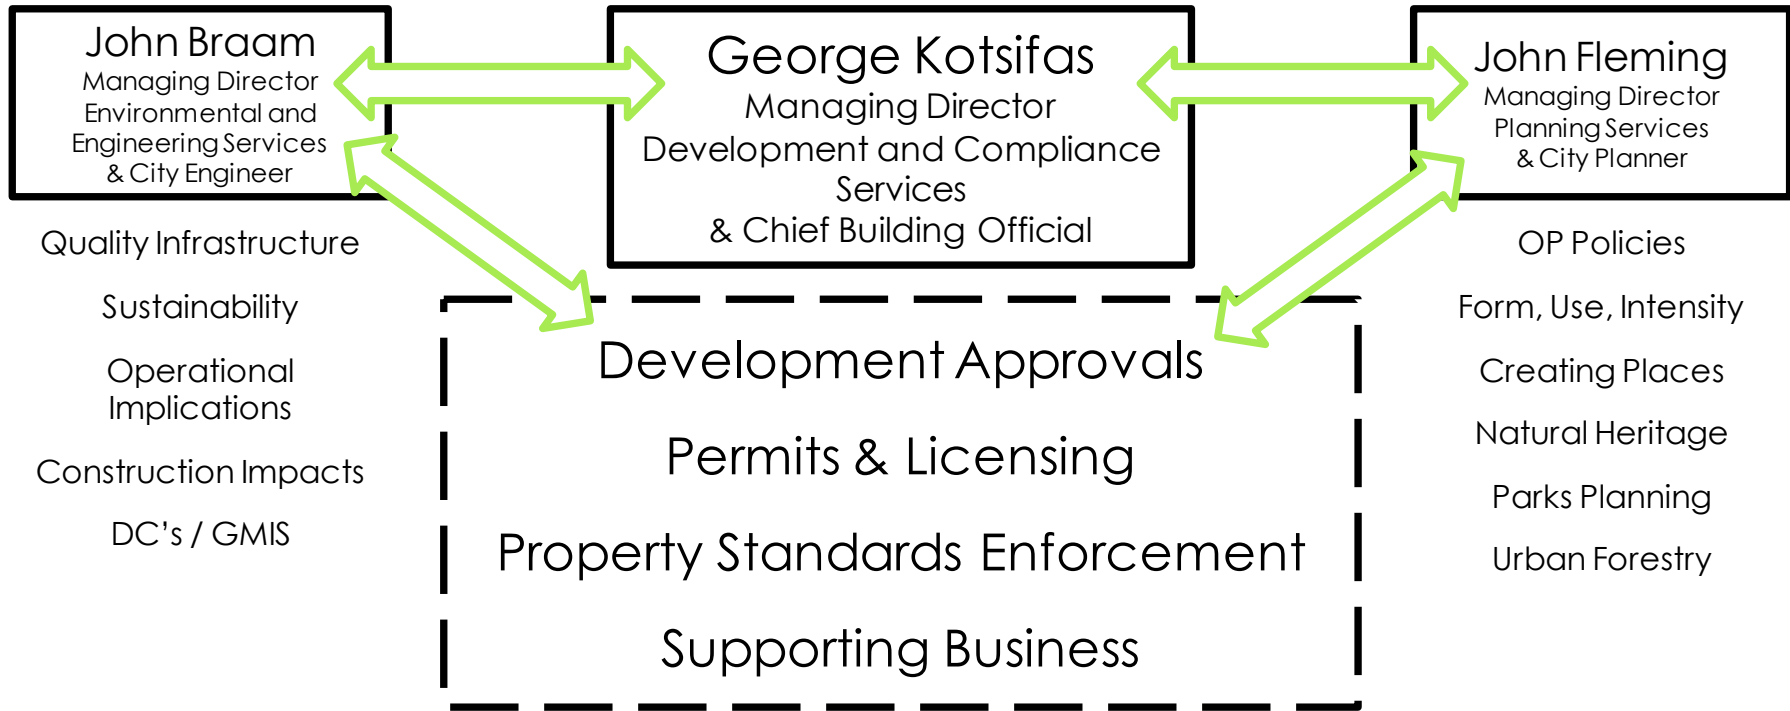 John Braam
Managing Director
Environmental and
Engineering Services
& City Engineer
Quality Infrastructure
Sustainability
Operational
Implications
Construction Impacts
DC's / GMIS
George Kotsifas
Managing Director
Development and Compliance
Services
& Chief Building Official
Development Approvals
Permits & Licensing
Property Standards Enforcement
Supporting Business
John Fleming
Managing Director
Planning Services
& City Planner
OP Policies
Form, Use, Intensity
Creating Places
Natural Heritage
Parks Planning
Urban Forestry